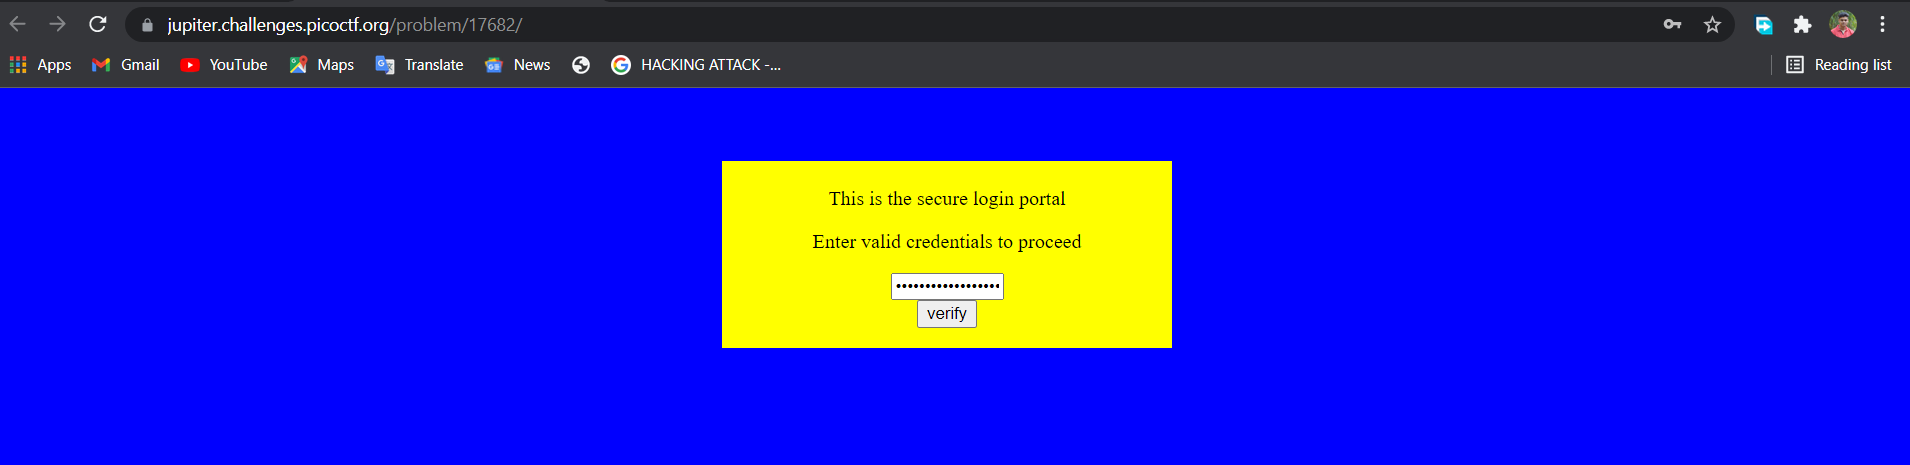 jupiter.challenges.picoctf.org/problem/17682/
Apps Gmail YouTube Maps Translate News HACKING ATTACK -... Reading list
This is the secure login portal
Enter valid credentials to proceed
••••••••••••••••••
verify